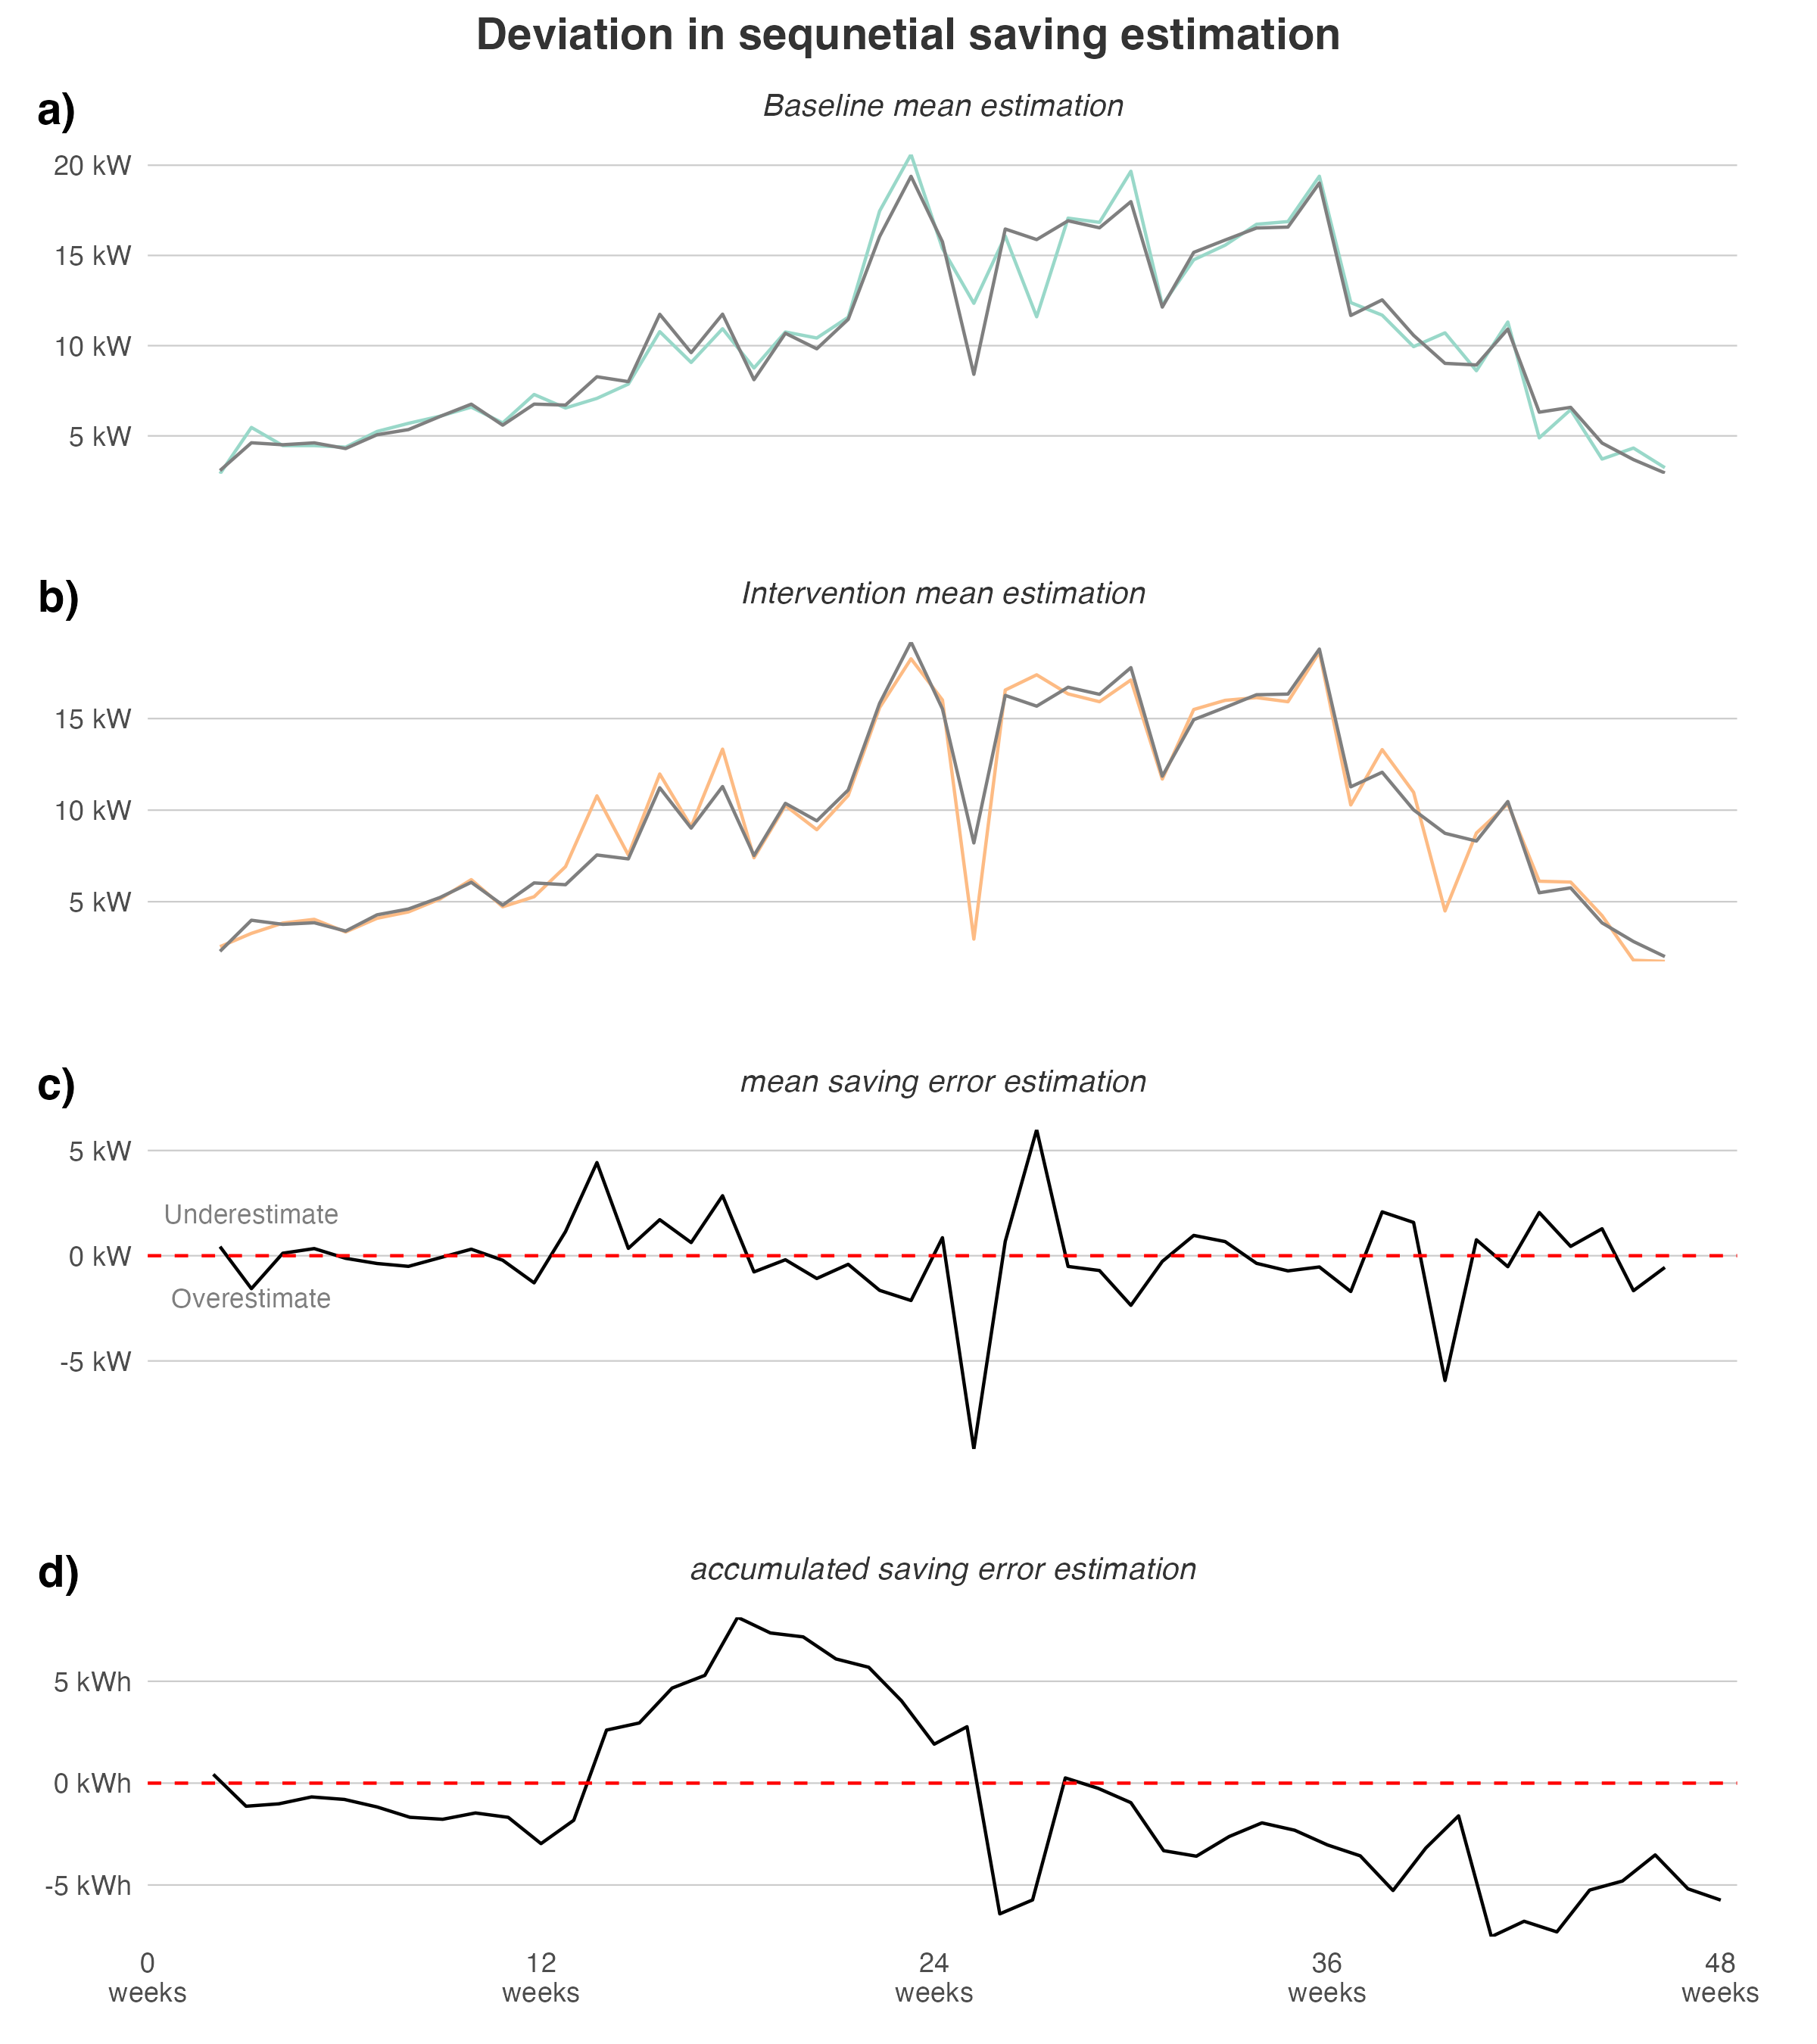 Deviation in sequnetial saving estimation
a)
Baseline mean estimation
20 kW
15 kW
10 kW
5 kW
b)
Intervention mean estimation
15 kW
10 kW
5 kW
c)
mean saving error estimation
5 kW
Underestimate
0 kW
Overestimate
-5 kW
d)
accumulated saving error estimation
5 kWh
0 kWh
-5 kWh
0 12 24 36 48
weeks weeks weeks weeks weeks